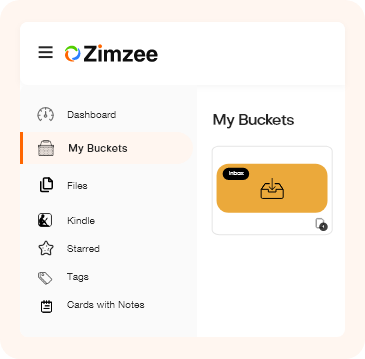 Zimzee
Dashboard
My Buckets
Files
Kindle
Starred
Tags
Cards with Notes
My Buckets
Inbox